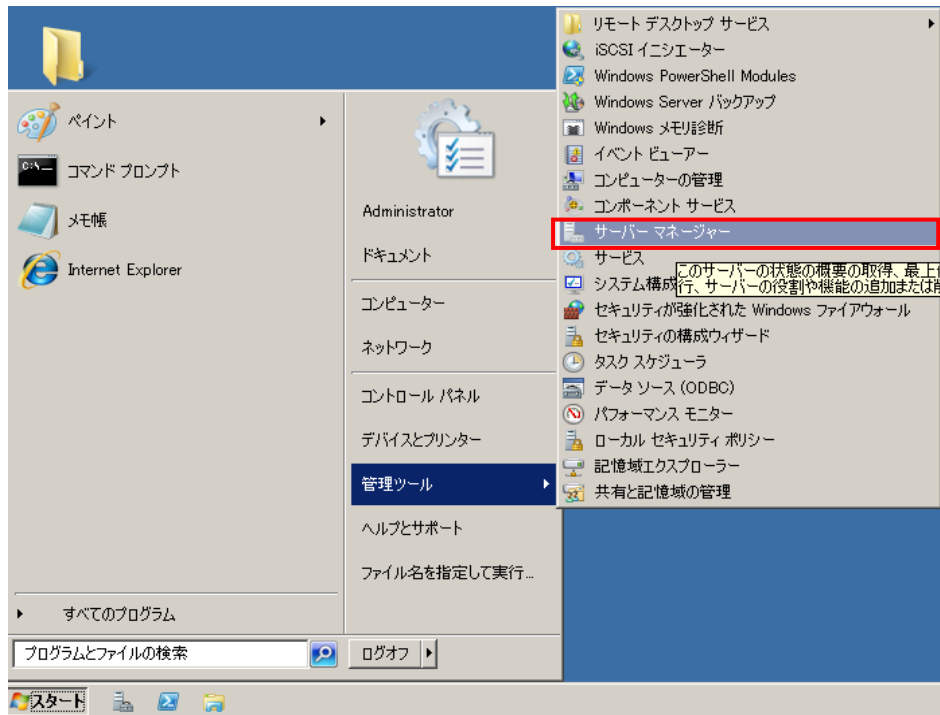 ペイント
コマンド プロンプト
メモ帳
Internet Explorer
すべてのプログラム
プログラムとファイルの検索
Administrator
ドキュメント
コンピューター
ネットワーク
コントロール パネル
デバイスとプリンター
管理ツール
ヘルプとサポート
ファイル名を指定して実行...
ログオフ
リモート デスクトップ サービス
iSCSI イニシエーター
Windows PowerShell Modules
Windows Server バックアップ
Windows メモリ診断
イベント ビューアー
コンピューターの管理
コンポーネント サービス
サーバー マネージャー
サービス
このサーバーの状態の概要の取得、最上
システム構成
行、サーバーの役割や機能の追加または
セキュリティが強化された Windows ファイアウォール
セキュリティの構成ウィザード
タスク スケジューラ
データ ソース (ODBC)
パフォーマンス モニター
ローカル セキュリティ ポリシー
記憶域エクスプローラー
共有と記憶域の管理
スタート